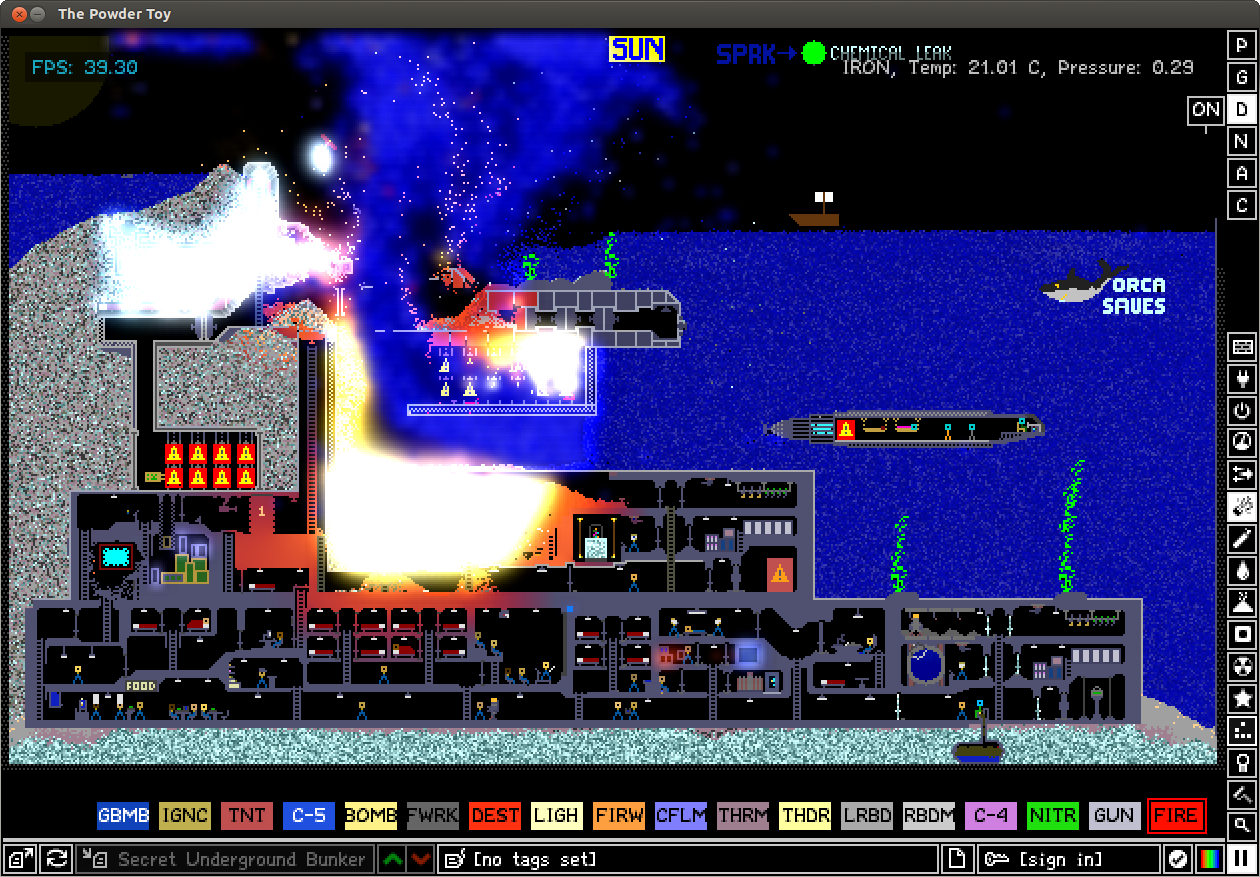 The Powder Toy
SUN
SPRK→
CHEMICAL LEAK
FPS: 39.30
IRON, Temp: 21.01 C, Pressure: 0.29
P
G
ON
D
N
A
C
ORCA
SAVES
1
FOOD
GBMB IGNC TNT C-5 BOMB FWRK DEST LIGH FIRW CFLM THRM THDR LRBD RBDM C-4 NITR GUN FIRE
Secret Underground Bunker
[no tags set]
[sign in]